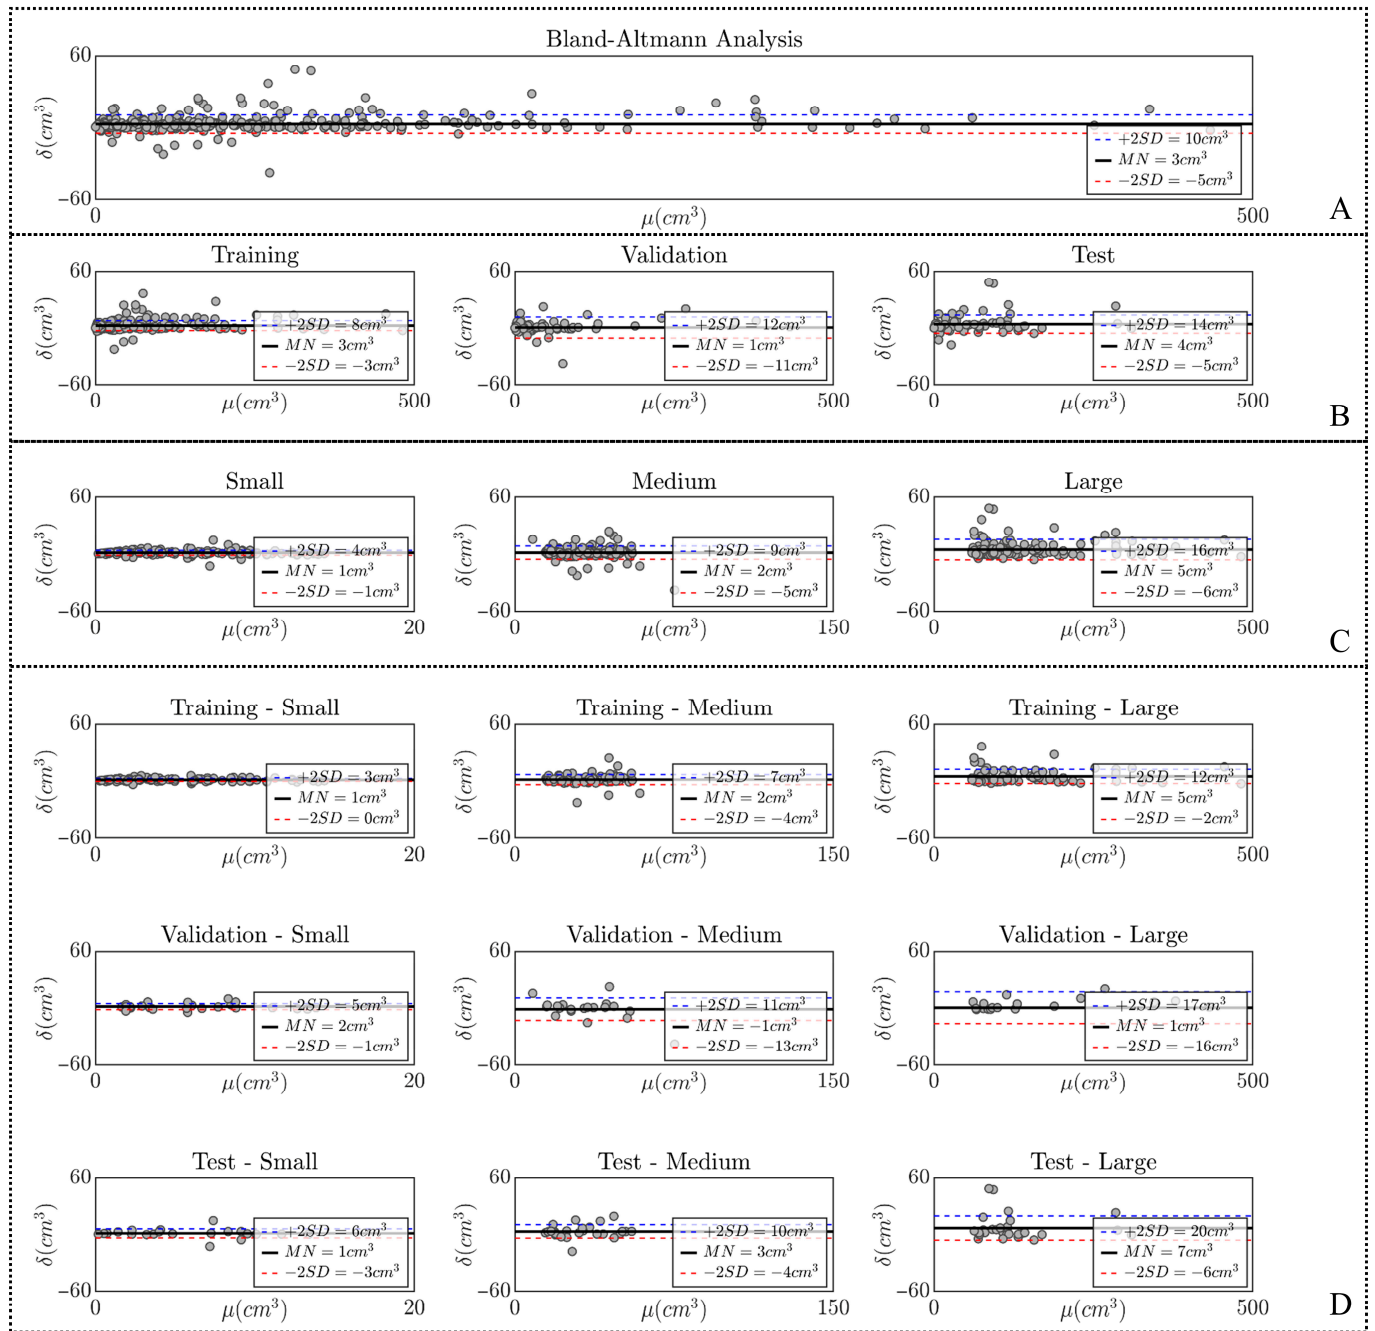 Bland-Altmann Analysis
60
δ(cm³)
-60
0
μ(cm³)
500
+2SD = 10cm³
MN = 3cm³
-2SD = -5cm³
A
Training
60
δ(cm³)
-60
0
μ(cm³)
500
+2SD = 8cm³
MN = 3cm³
-2SD = -3cm³
Validation
60
δ(cm³)
-60
0
μ(cm³)
500
+2SD = 12cm³
MN = 1cm³
-2SD = -11cm³
Test
60
δ(cm³)
-60
0
μ(cm³)
500
+2SD = 14cm³
MN = 4cm³
-2SD = -5cm³
B
Small
60
δ(cm³)
-60
0
μ(cm³)
20
+2SD = 4cm³
MN = 1cm³
-2SD = -1cm³
Medium
60
δ(cm³)
-60
0
μ(cm³)
150
+2SD = 9cm³
MN = 2cm³
-2SD = -5cm³
Large
60
δ(cm³)
-60
0
μ(cm³)
500
+2SD = 16cm³
MN = 5cm³
-2SD = -6cm³
C
Training - Small
60
δ(cm³)
-60
0
μ(cm³)
20
+2SD = 3cm³
MN = 1cm³
-2SD = 0cm³
Training - Medium
60
δ(cm³)
-60
0
μ(cm³)
150
+2SD = 7cm³
MN = 2cm³
-2SD = -4cm³
Training - Large
60
δ(cm³)
-60
0
μ(cm³)
500
+2SD = 12cm³
MN = 5cm³
-2SD = -2cm³
Validation - Small
60
δ(cm³)
-60
0
μ(cm³)
20
+2SD = 5cm³
MN = 2cm³
-2SD = -1cm³
Validation - Medium
60
δ(cm³)
-60
0
μ(cm³)
150
+2SD = 11cm³
MN = -1cm³
-2SD = -13cm³
Validation - Large
60
δ(cm³)
-60
0
μ(cm³)
500
+2SD = 17cm³
MN = 1cm³
-2SD = -16cm³
Test - Small
60
δ(cm³)
-60
0
μ(cm³)
20
+2SD = 6cm³
MN = 1cm³
-2SD = -3cm³
Test - Medium
60
δ(cm³)
-60
0
μ(cm³)
150
+2SD = 10cm³
MN = 3cm³
-2SD = -4cm³
Test - Large
60
δ(cm³)
-60
0
μ(cm³)
500
+2SD = 20cm³
MN = 7cm³
-2SD = -6cm³
D